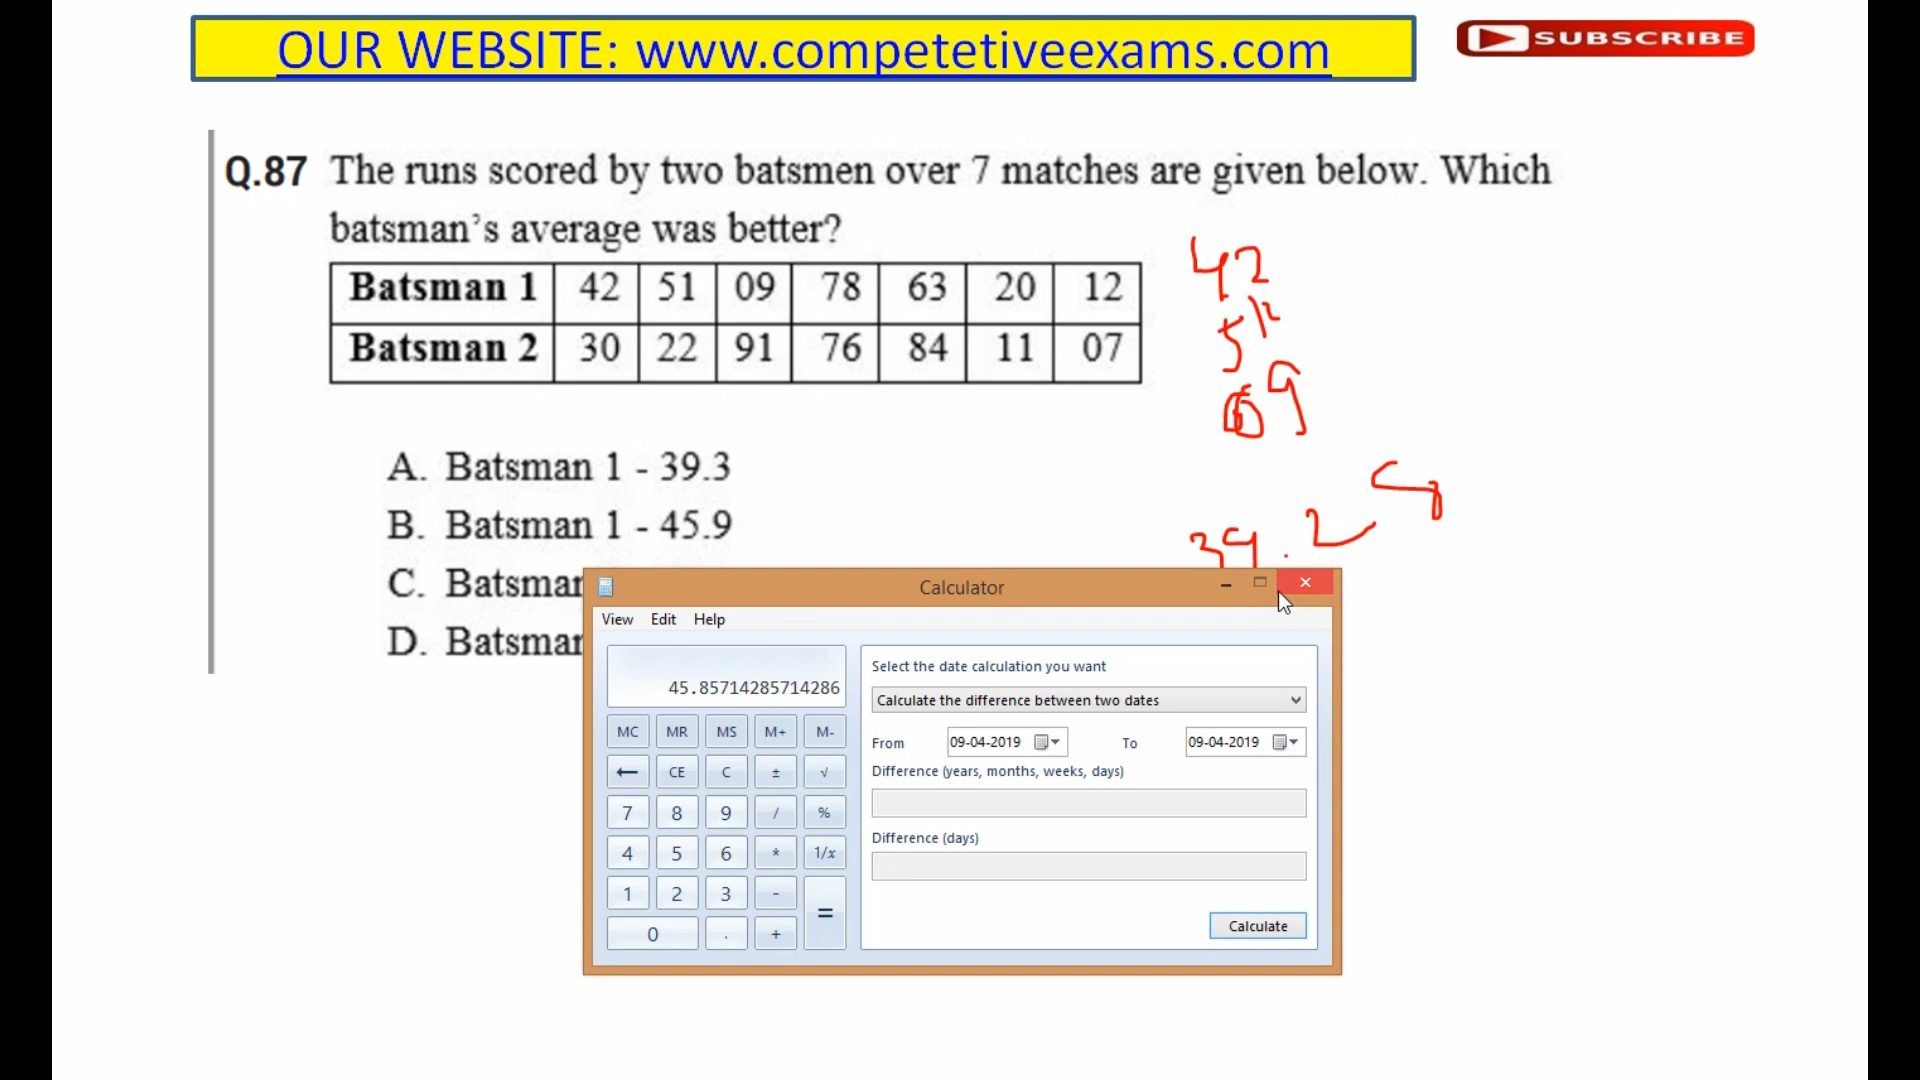 OUR WEBSITE: www.competetiveexams.com
SUBSCRIBE
Q.87 The runs scored by two batsmen over 7 matches are given below. Which
batsman's average was better?
Batsman 1 42 51 09 78 63 20 12
Batsman 2 30 22 91 76 84 11 07
42
A. Batsman 1 - 39.3
B. Batsman 1 - 45.9
39.2
C. Batsman
D. Batsman
Calculator
View Edit Help
45.85714285714286
MC MR MS M+ M-
← CE C ± √
7 8 9 / %
4 5 6 * 1/x
1 2 3 - =
0 . +
Select the date calculation you want
Calculate the difference between two dates
From 09-04-2019 To 09-04-2019
Difference (years, months, weeks, days)
Difference (days)
Calculate